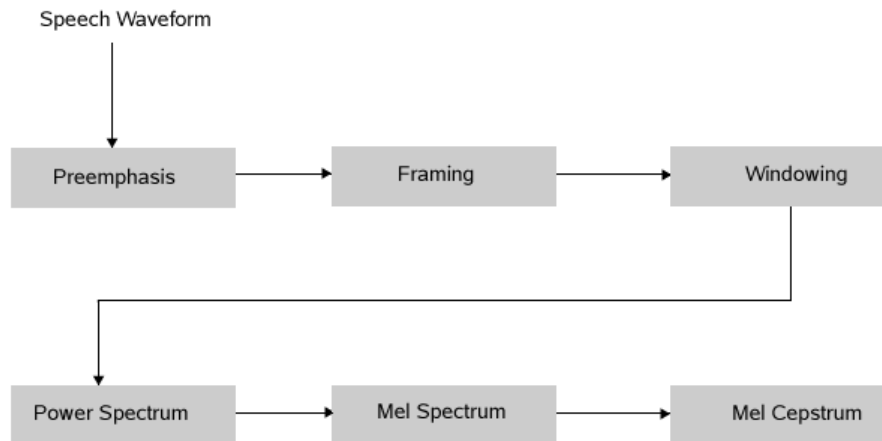 Speech Waveform
Preemphasis
Framing
Windowing
Power Spectrum
Mel Spectrum
Mel Cepstrum